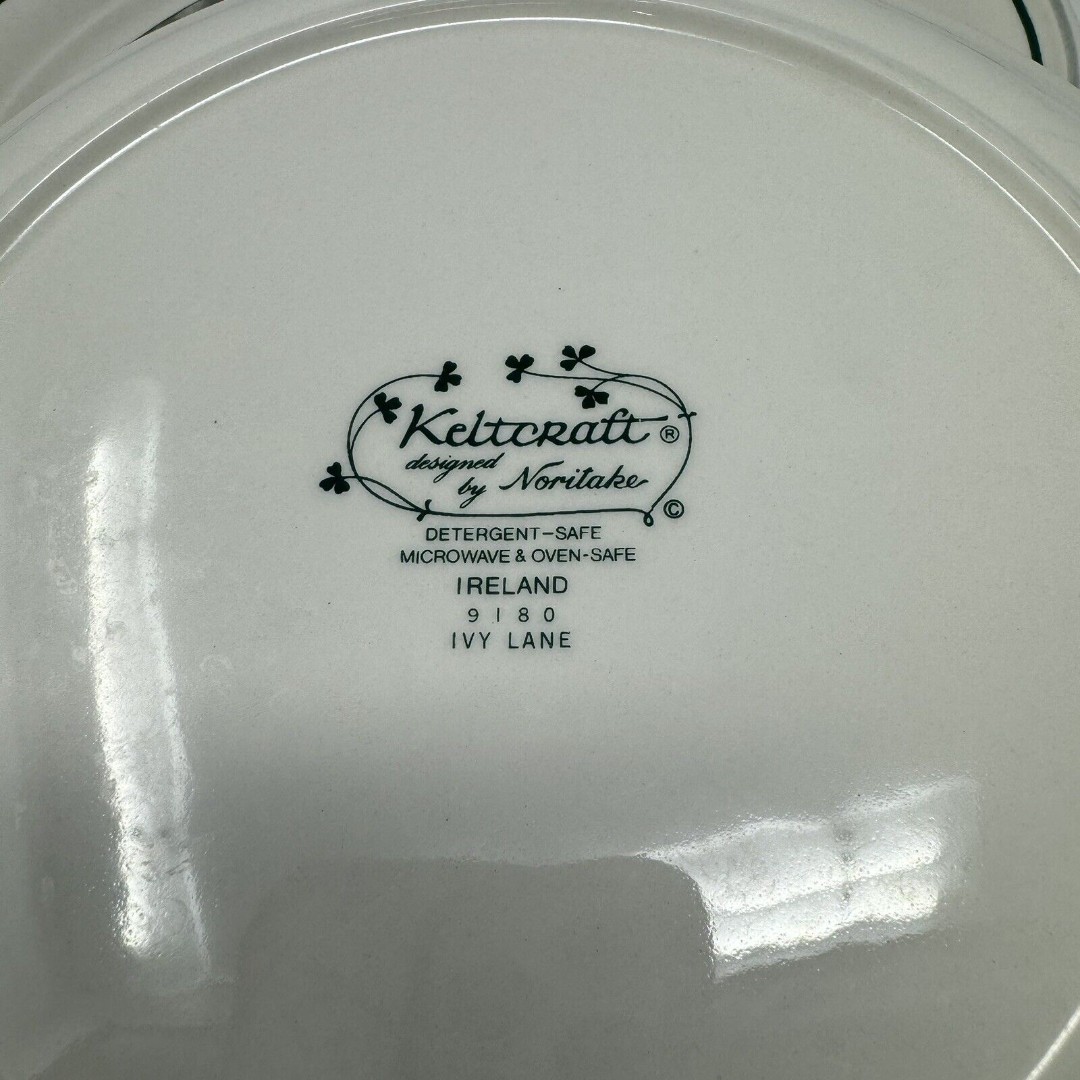 Keltcraft ®
designed
by Noritake
©
DETERGENT-SAFE
MICROWAVE & OVEN-SAFE
IRELAND
9180
IVY LANE